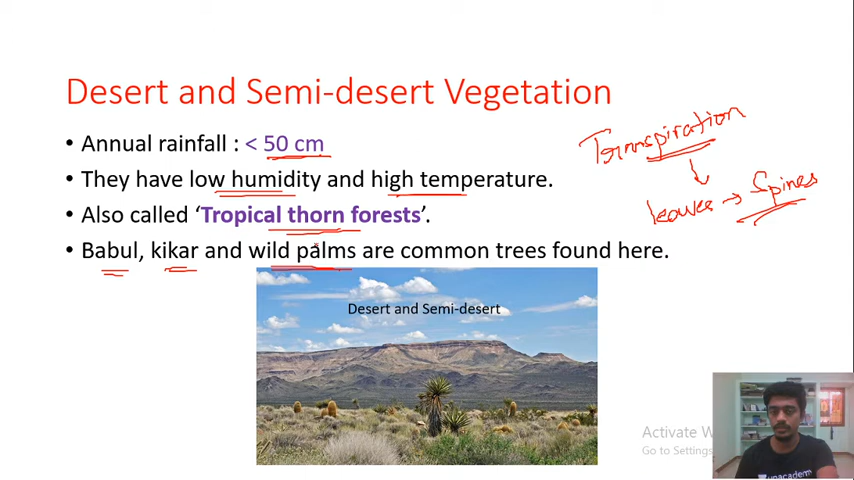 Desert and Semi-desert Vegetation
• Annual rainfall : < 50 cm
• They have low humidity and high temperature.
• Also called ‘Tropical thorn forests’.
• Babul, kikar and wild palms are common trees found here.
Transpiration
leaves → Spines
Desert and Semi-desert
Activate W
Go to Settings
unacademy